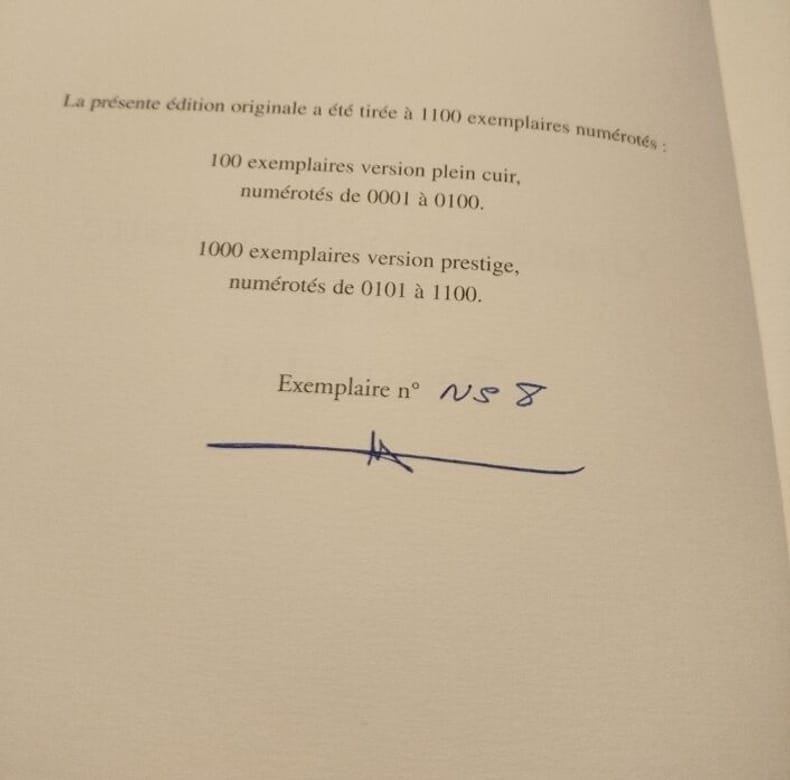 La présente édition originale a été tirée à 1100 exemplaires numérotés :
100 exemplaires version plein cuir,
numérotés de 0001 à 0100.
1000 exemplaires version prestige,
numérotés de 0101 à 1100.
Exemplaire n° NS 8